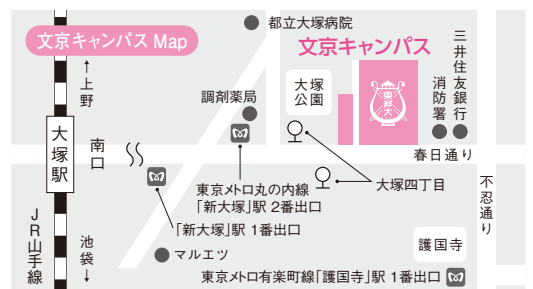 文京キャンパス Map
都立大塚病院
文京キャンパス
↑上野
大塚駅
南口
JR山手線
池袋↓
調剤薬局
大塚
公園
東邦大
消防署
三井住友銀行
春日通り
東京メトロ丸の内線
「新大塚」駅 2番出口
「新大塚」駅 1番出口
大塚四丁目
不忍通り
マルエツ
護国寺
東京メトロ有楽町線「護国寺」駅 1番出口